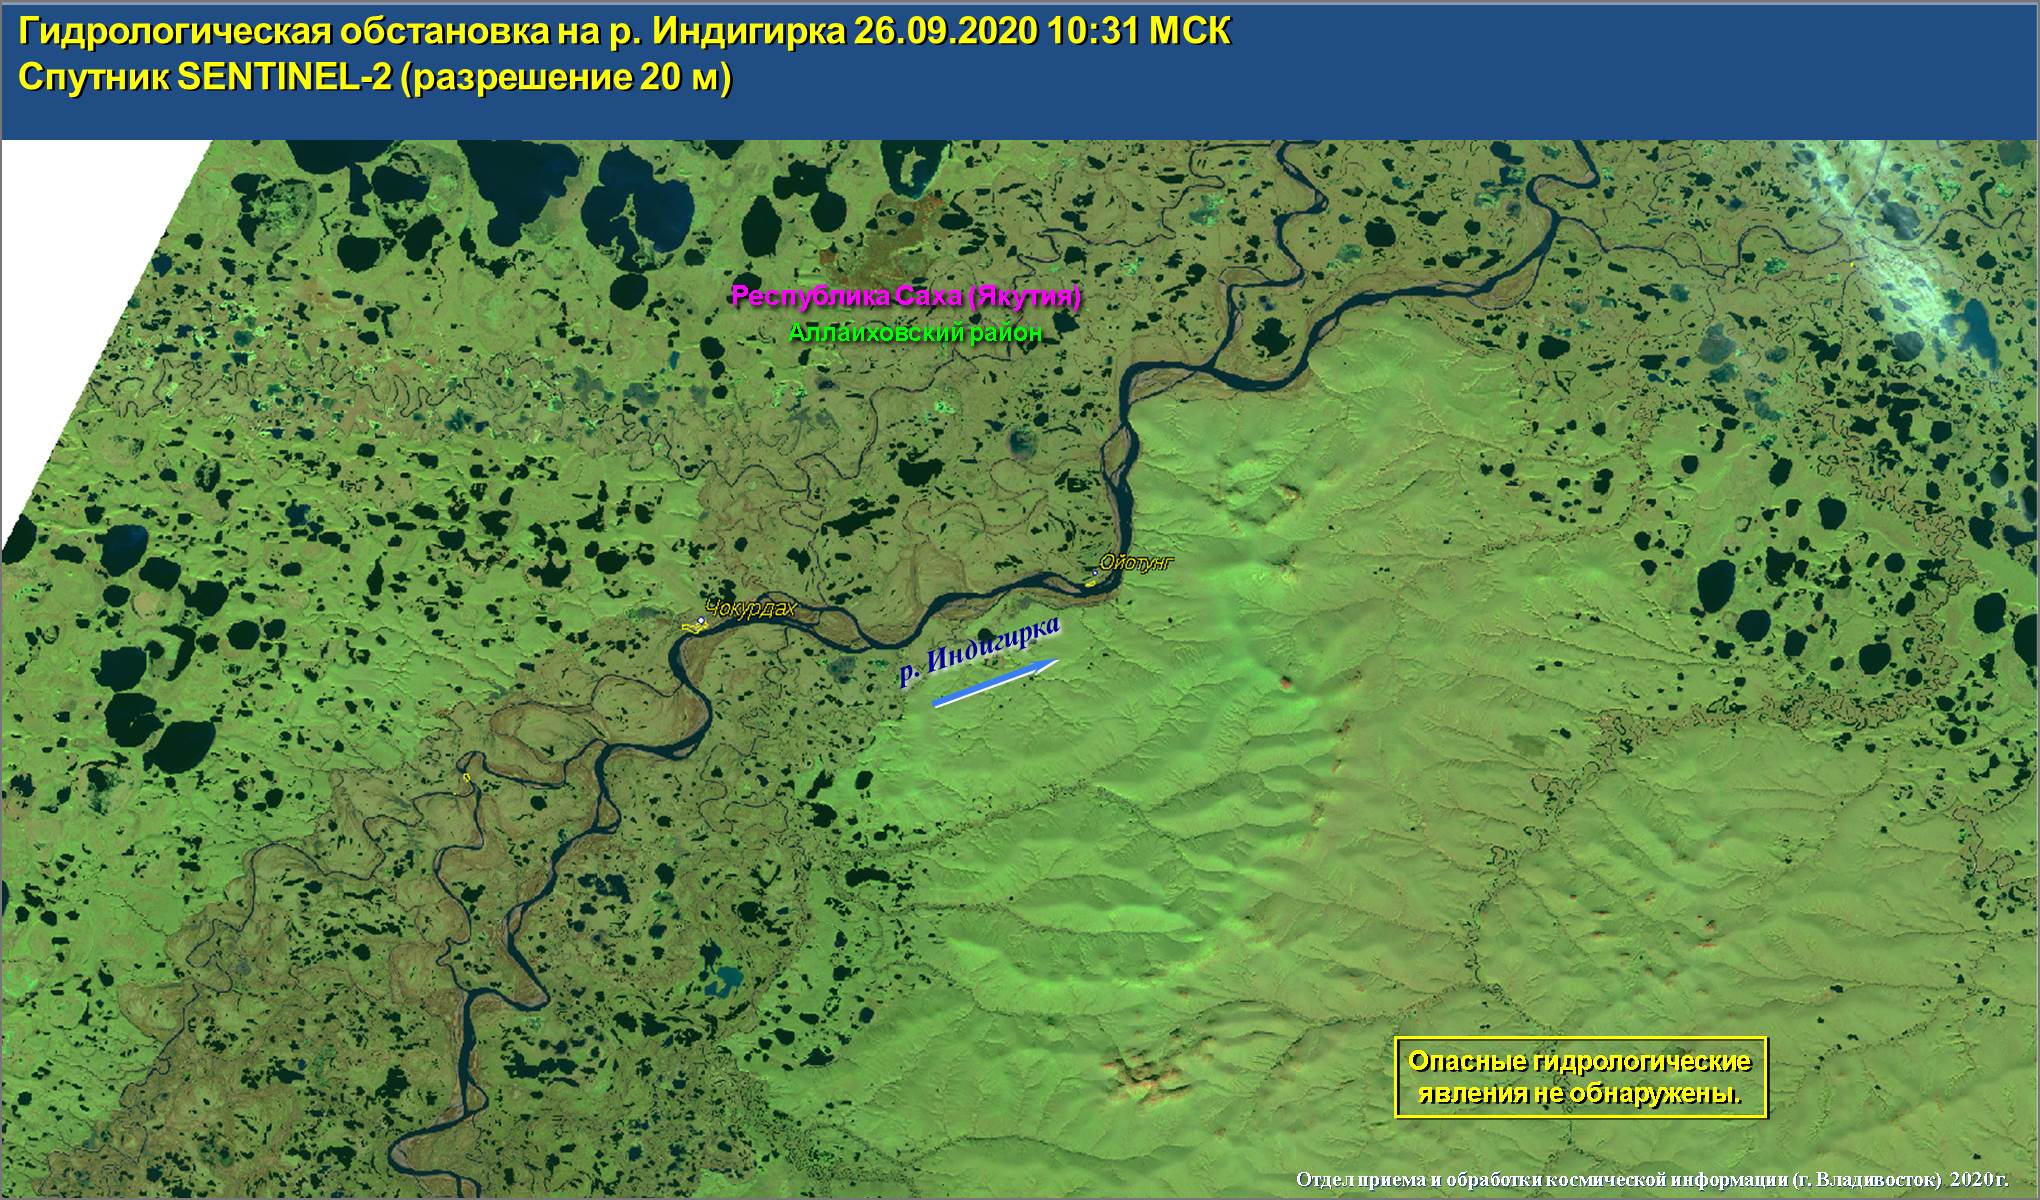 Гидрологическая обстановка на р. Индигирка 26.09.2020 10:31 МСК
Спутник SENTINEL-2 (разрешение 20 м)
Республика Саха (Якутия)
Аллаиховский район
Ойотунг
Чокурдах
р. Индигирка
Опасные гидрологические
явления не обнаружены.
Отдел приема и обработки космической информации (г. Владивосток) 2020 г.